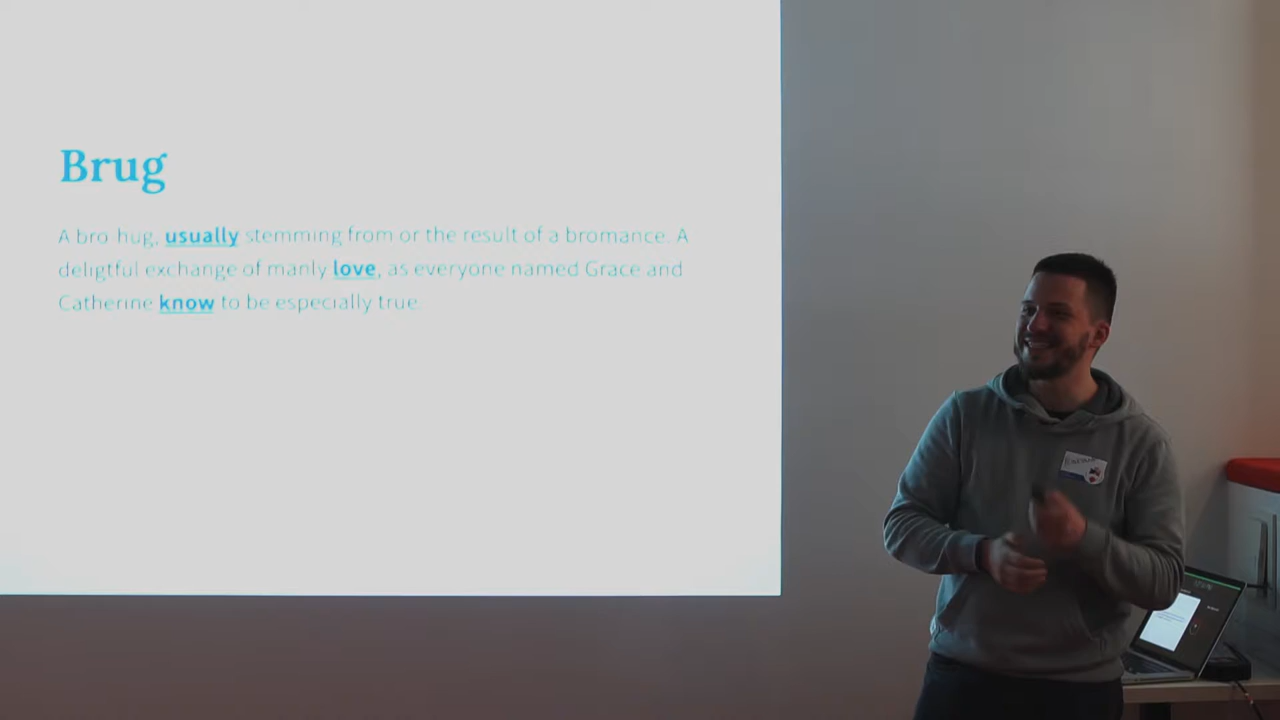 Brug
A bro hug, usually stemming from or the result of a bromance. A
deligtful exchange of manly love, as everyone named Grace and
Catherine know to be especially true.